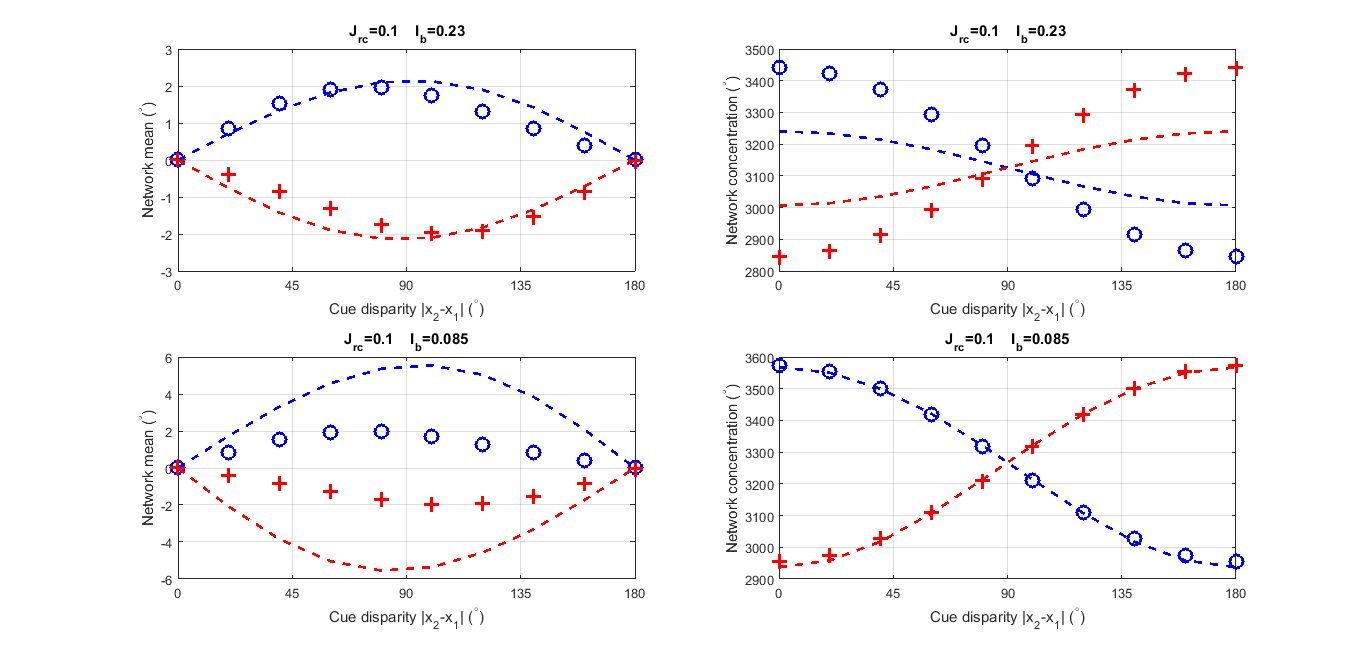 J_rc=0.1 I_b=0.23
3
2
1
0
-1
-2
-3
Network mean (°)
0 45 90 135 180
Cue disparity |x_2-x_1| (°)
J_rc=0.1 I_b=0.23
3500
3400
3300
3200
3100
3000
2900
2800
Network concentration (°)
0 45 90 135 180
Cue disparity |x_2-x_1| (°)
J_rc=0.1 I_b=0.085
6
4
2
0
-2
-4
-6
Network mean (°)
0 45 90 135 180
Cue disparity |x_2-x_1| (°)
J_rc=0.1 I_b=0.085
3600
3500
3400
3300
3200
3100
3000
2900
Network concentration (°)
0 45 90 135 180
Cue disparity |x_2-x_1| (°)